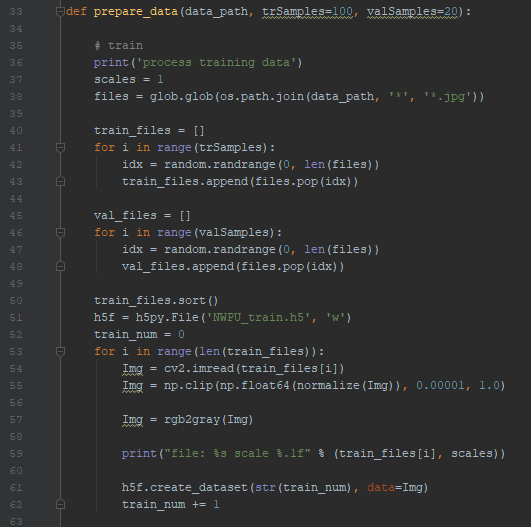 33 def prepare_data(data_path, trSamples=100, valSamples=20):
34
35 # train
36 print('process training data')
37 scales = 1
38 files = glob.glob(os.path.join(data_path, '*', '*.jpg'))
39
40 train_files = []
41 for i in range(trSamples):
42 idx = random.randrange(0, len(files))
43 train_files.append(files.pop(idx))
44
45 val_files = []
46 for i in range(valSamples):
47 idx = random.randrange(0, len(files))
48 val_files.append(files.pop(idx))
49
50 train_files.sort()
51 h5f = h5py.File('NWPU_train.h5', 'w')
52 train_num = 0
53 for i in range(len(train_files)):
54 Img = cv2.imread(train_files[i])
55 Img = np.clip(np.float64(normalize(Img)), 0.00001, 1.0)
56
57 Img = rgb2gray(Img)
58
59 print("file: %s scale %.1f" % (train_files[i], scales))
60
61 h5f.create_dataset(str(train_num), data=Img)
62 train_num += 1
63